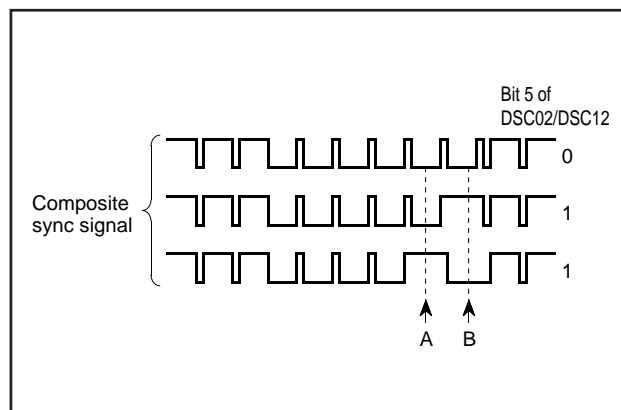 Bit 5 of
DSC02/DSC12
0
Composite
sync signal
1
1
A
B